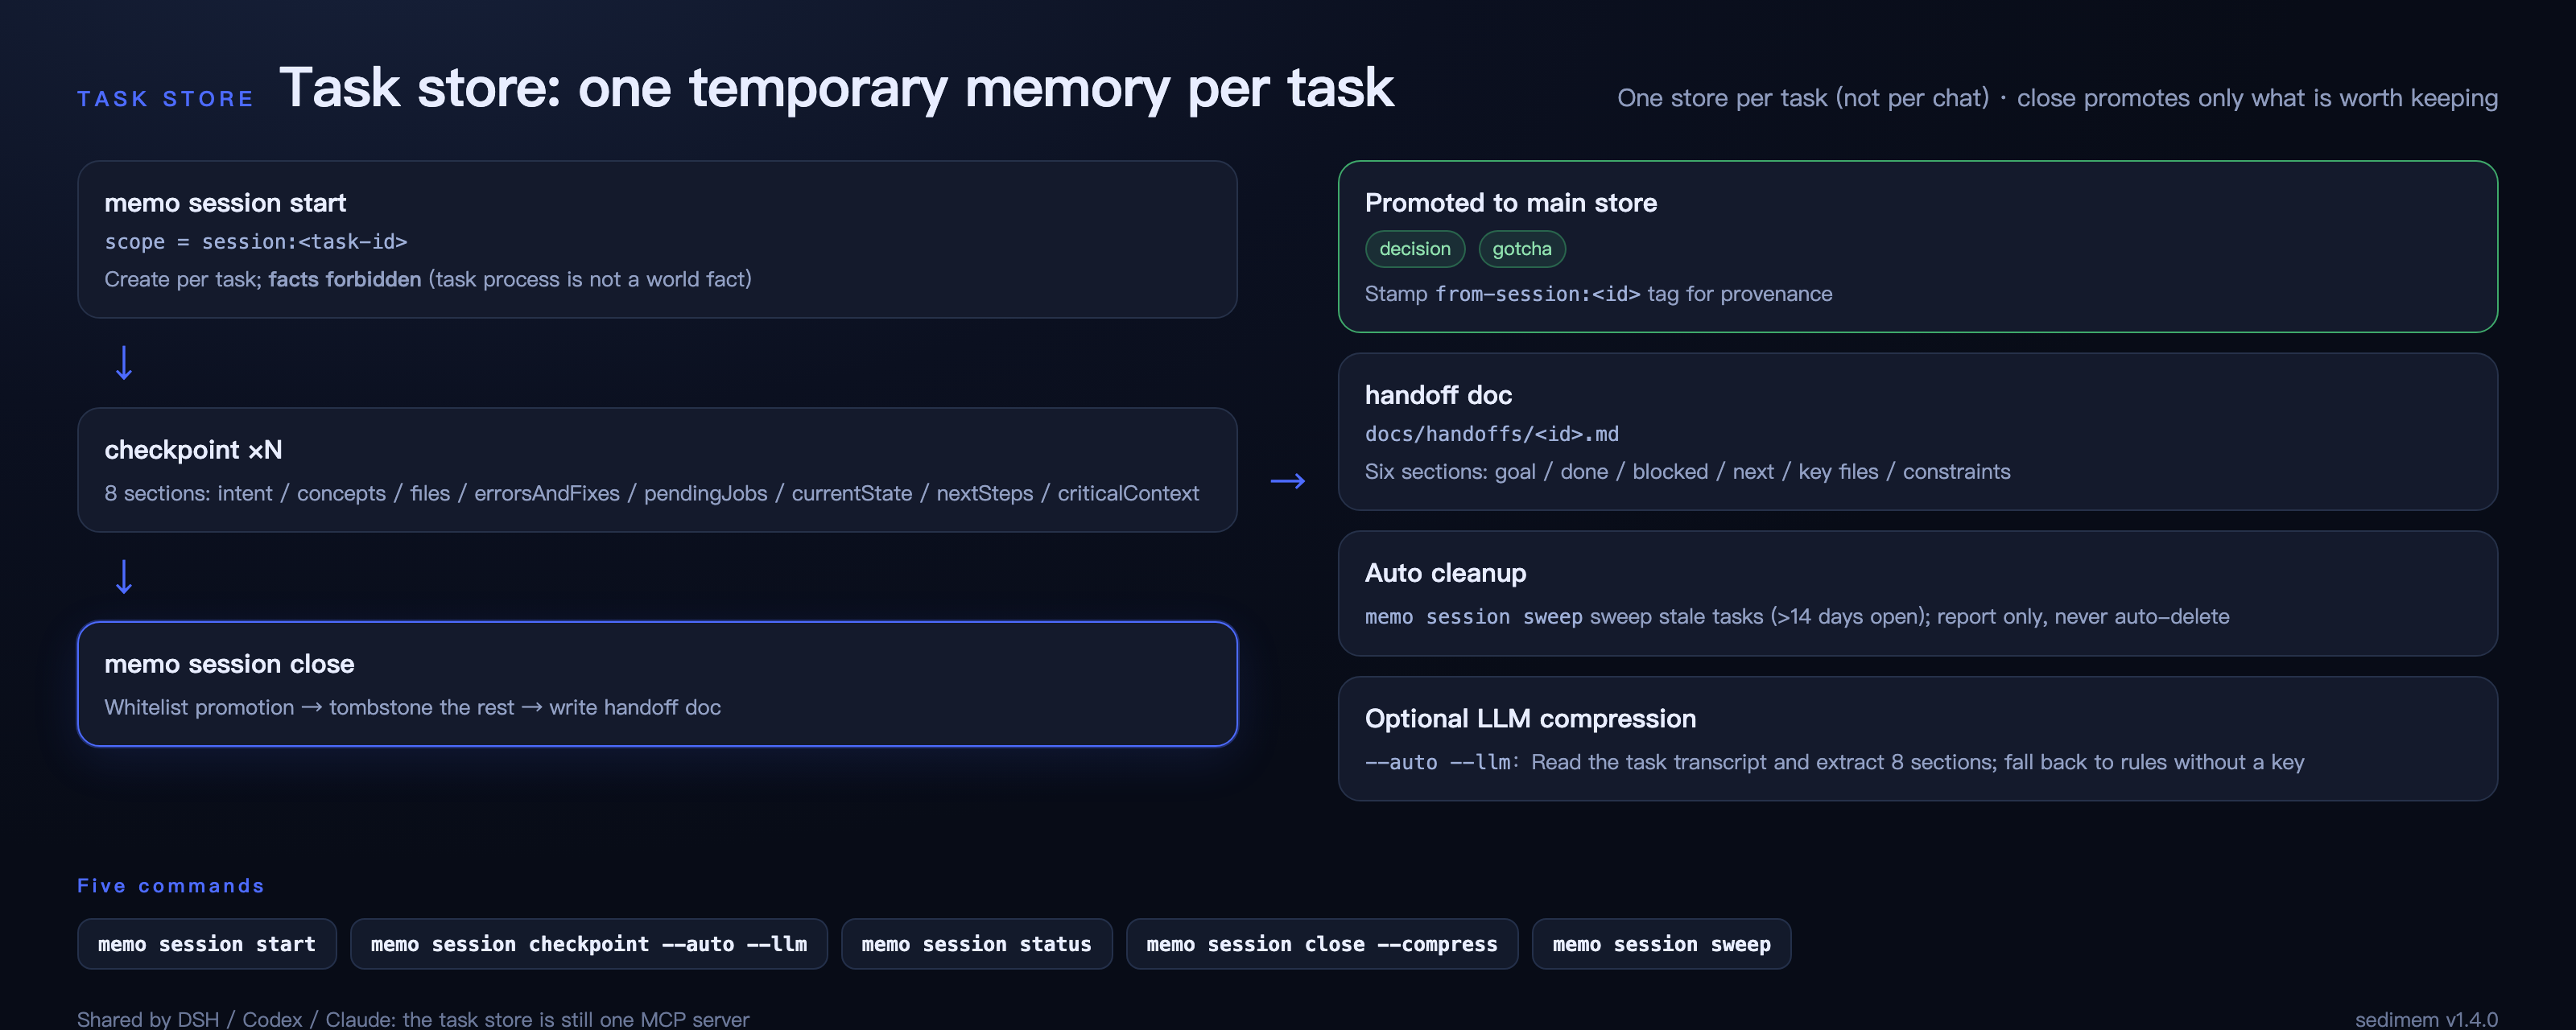 TASK STORE Task store: one temporary memory per task
One store per task (not per chat) · close promotes only what is worth keeping
memo session start
scope = session:<task-id>
Create per task; facts forbidden (task process is not a world fact)
↓
checkpoint ×N
8 sections: intent / concepts / files / errorsAndFixes / pendingJobs / currentState / nextSteps / criticalContext
↓
memo session close
Whitelist promotion → tombstone the rest → write handoff doc
→
Promoted to main store
decision gotcha
Stamp from-session:<id> tag for provenance
handoff doc
docs/handoffs/<id>.md
Six sections: goal / done / blocked / next / key files / constraints
Auto cleanup
memo session sweep sweep stale tasks (>14 days open); report only, never auto-delete
Optional LLM compression
--auto --llm: Read the task transcript and extract 8 sections; fall back to rules without a key
Five commands
memo session start memo session checkpoint --auto --llm memo session status memo session close --compress memo session sweep
Shared by DSH / Codex / Claude: the task store is still one MCP server
sedimem v1.4.0